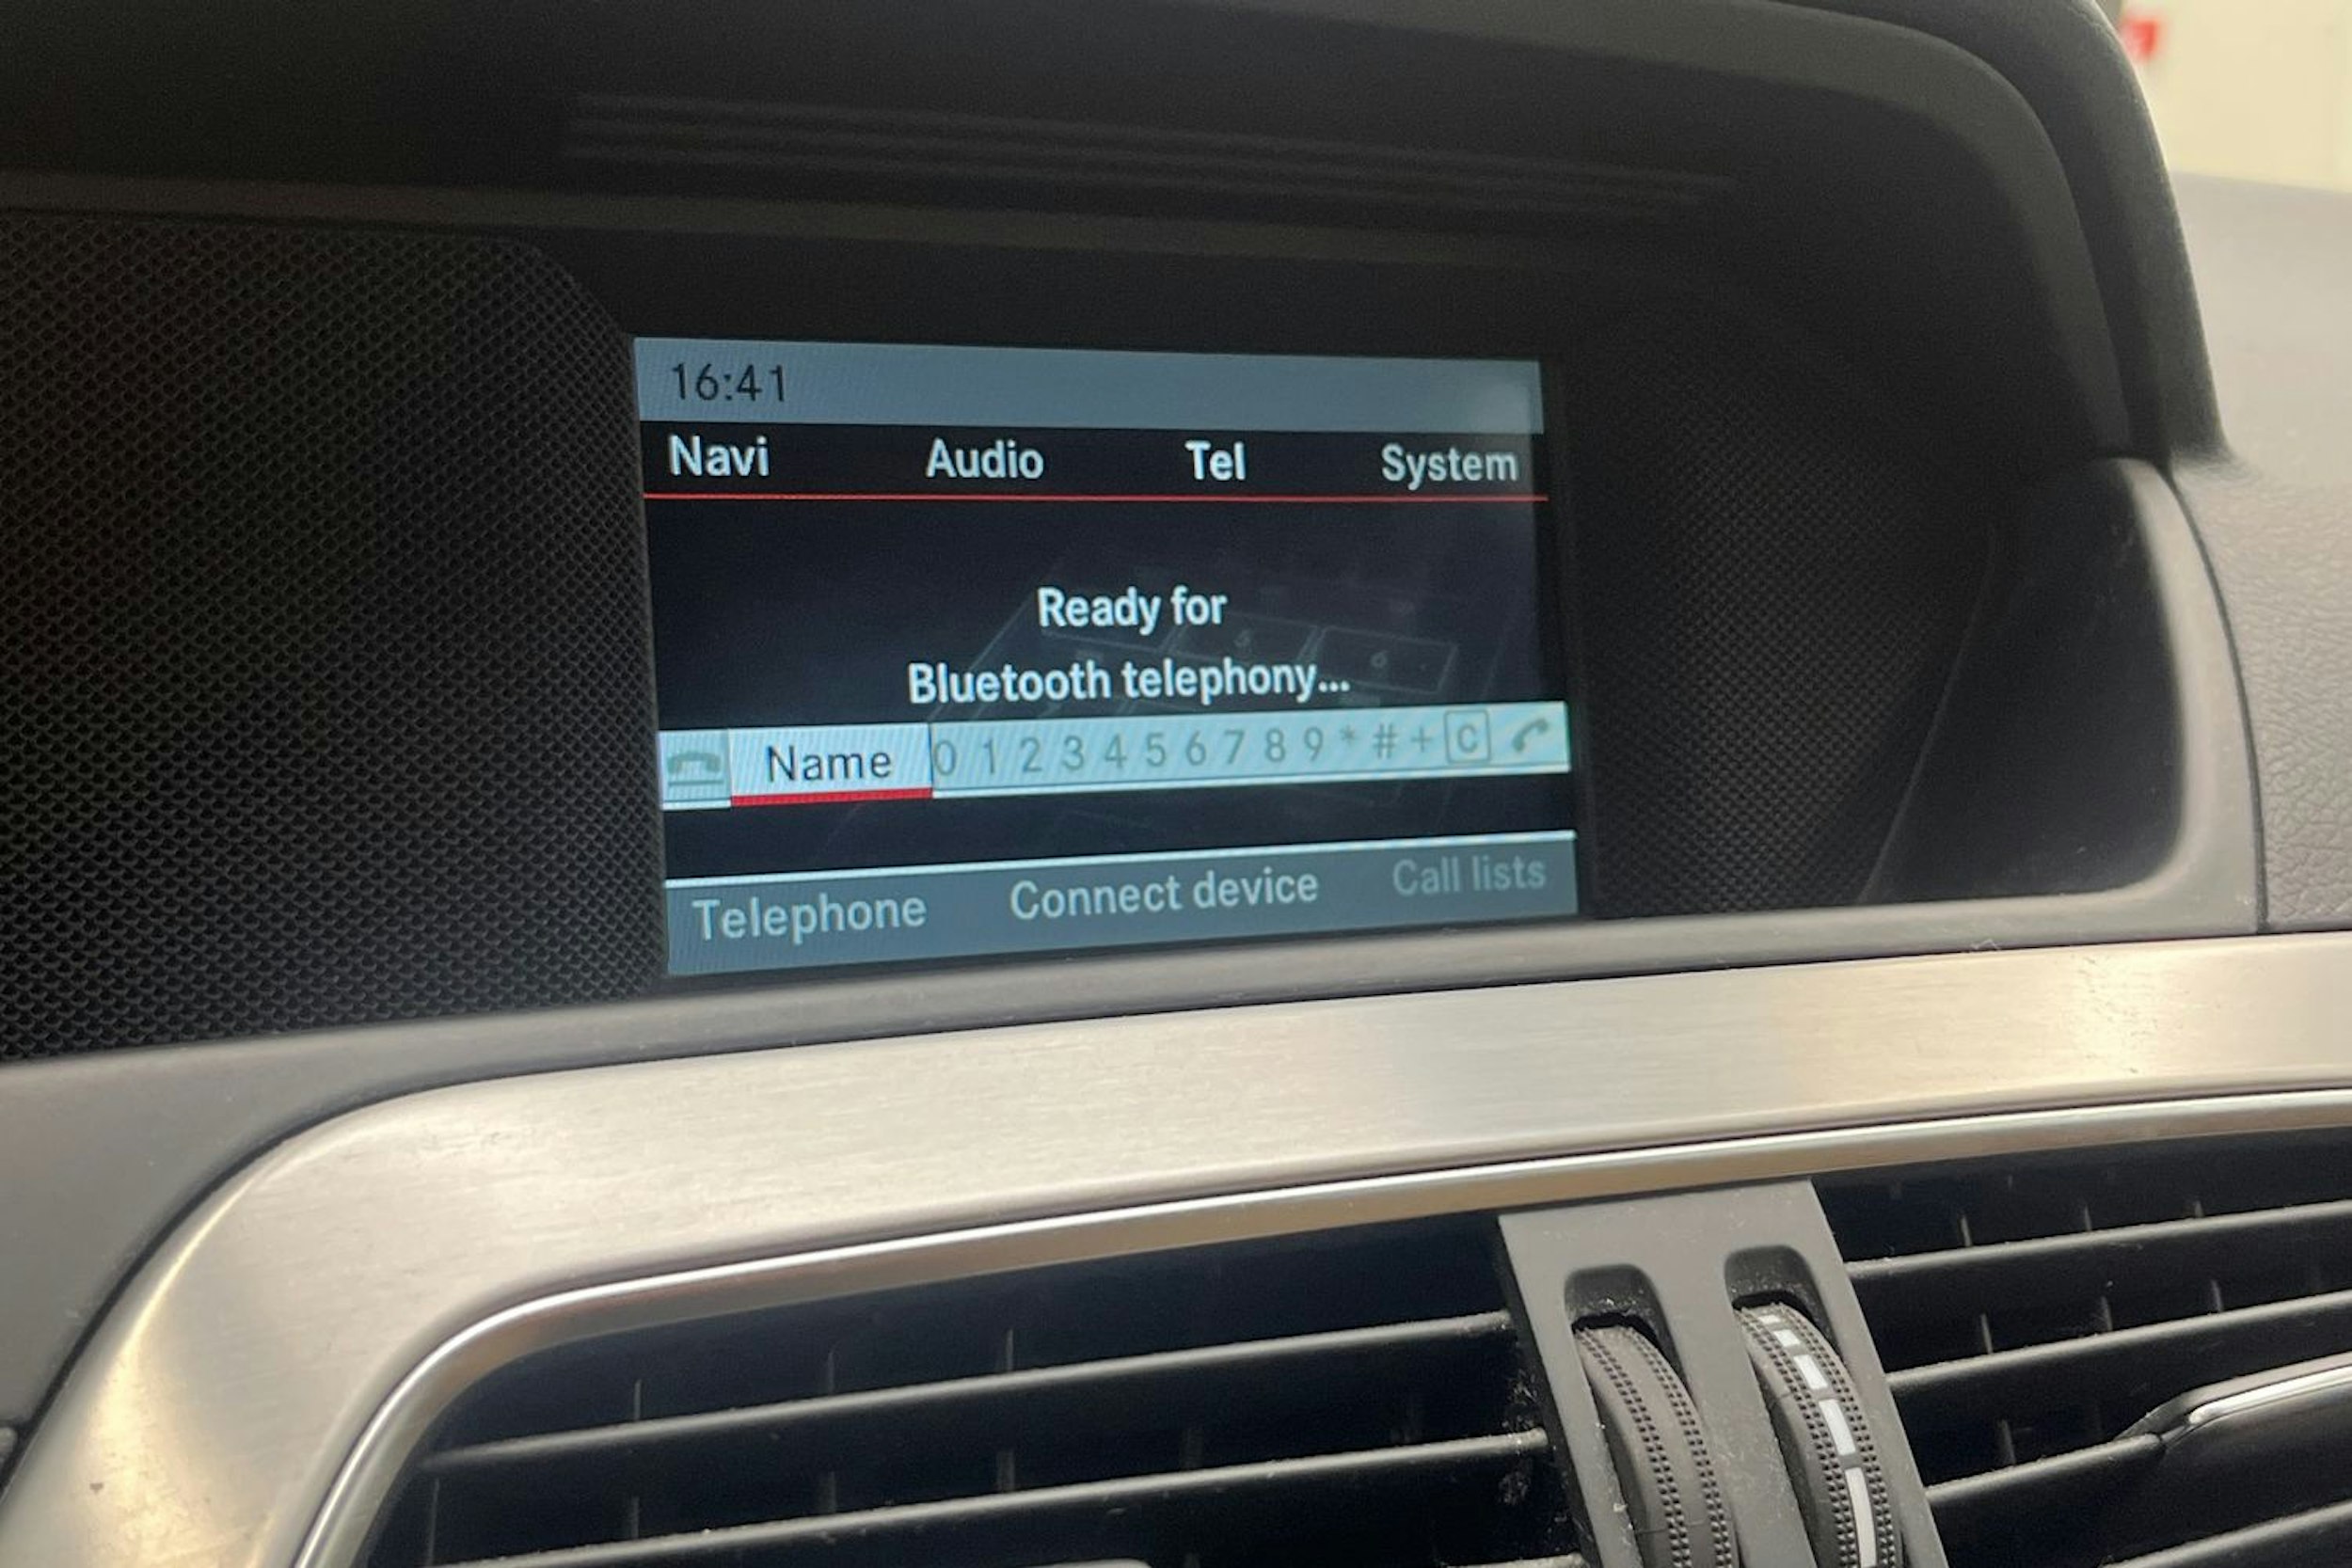 16:41
Navi Audio Tel System
Ready for
Bluetooth telephony...
Name 0 1 2 3 4 5 6 7 8 9 * # + C
Telephone Connect device Call lists